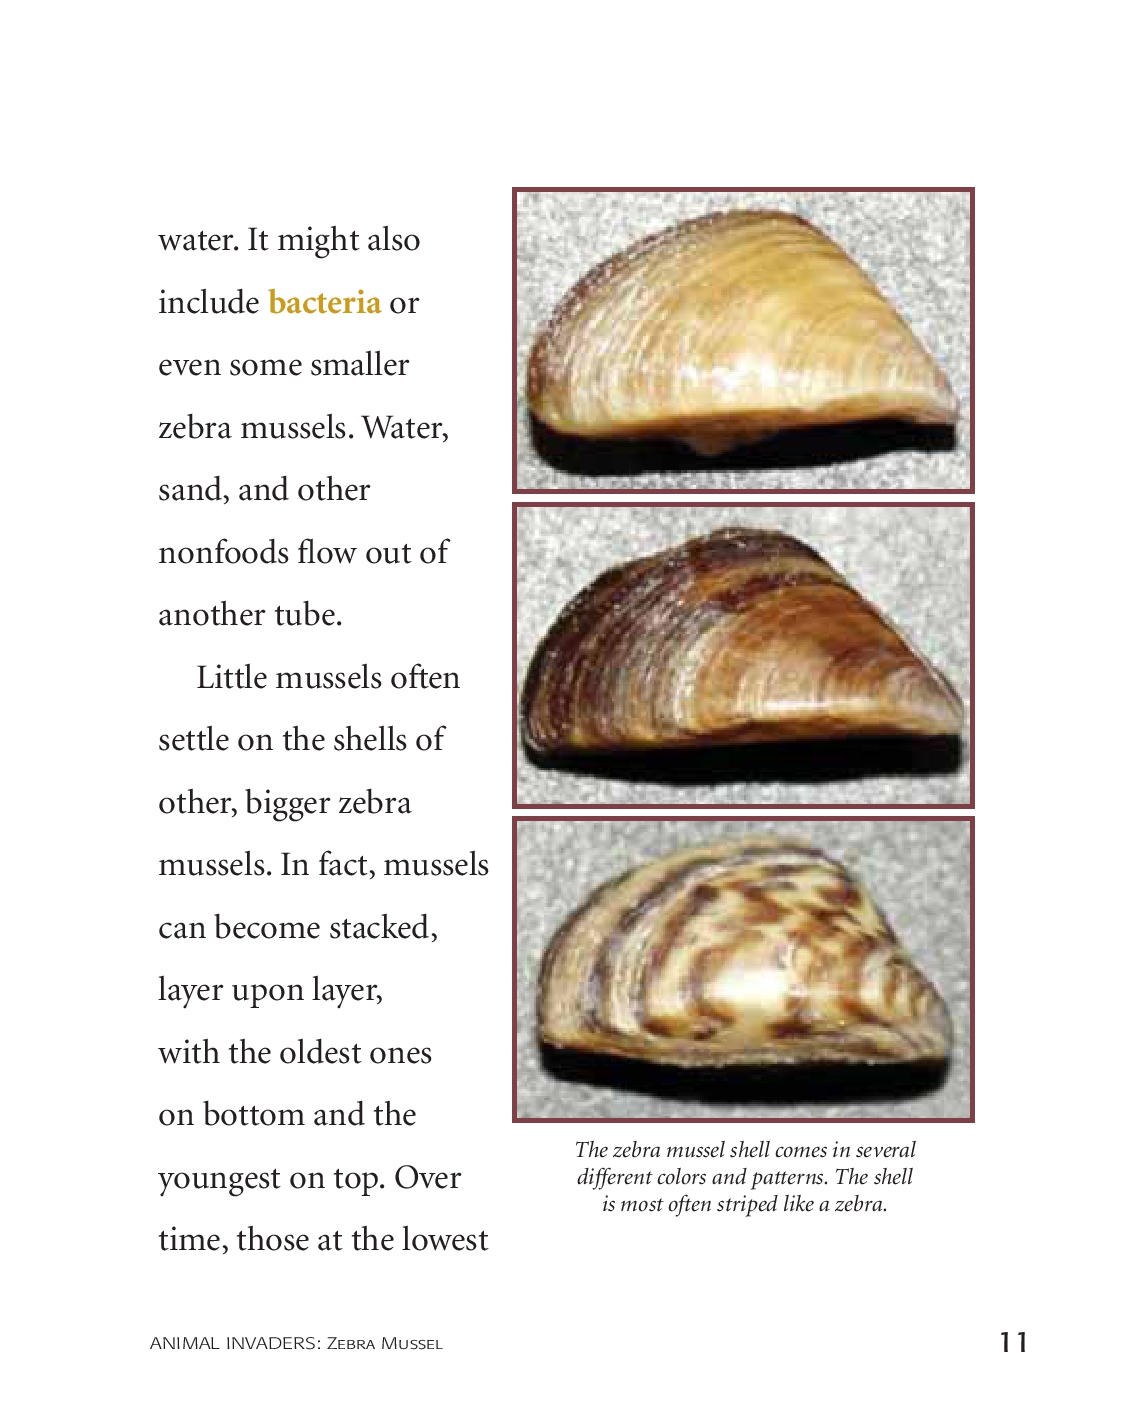 water. It might also
include bacteria or
even some smaller
zebra mussels. Water,
sand, and other
nonfoods flow out of
another tube.
Little mussels often
settle on the shells of
other, bigger zebra
mussels. In fact, mussels
can become stacked,
layer upon layer,
with the oldest ones
on bottom and the
youngest on top. Over
time, those at the lowest
The zebra mussel shell comes in several
different colors and patterns. The shell
is most often striped like a zebra.
ANIMAL INVADERS: ZEBRA MUSSEL
11